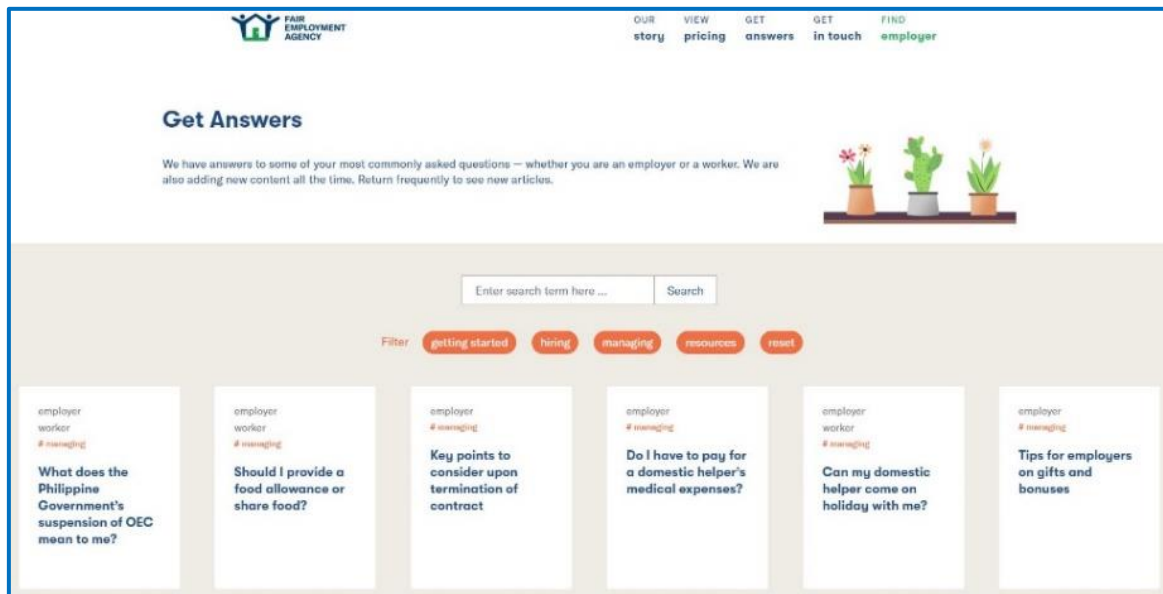 FAIR
EMPLOYMENT
AGENCY
OUR
story
VIEW
pricing
GET
answers
GET
in touch
FIND
employer
Get Answers
We have answers to some of your most commonly asked questions — whether you are an employer or a worker. We are
also adding new content all the time. Return frequently to see new articles.
Enter search term here ...
Search
Filter
getting started
hiring
managing
resources
reset
employer
worker
# managing
What does the
Philippine
Government's
suspension of OEC
mean to me?
employer
worker
# managing
Should I provide a
food allowance or
share food?
employer
# managing
Key points to
consider upon
termination of
contract
employer
# managing
Do I have to pay for
a domestic helper's
medical expenses?
employer
worker
# managing
Can my domestic
helper come on
holiday with me?
employer
# managing
Tips for employers
on gifts and
bonuses